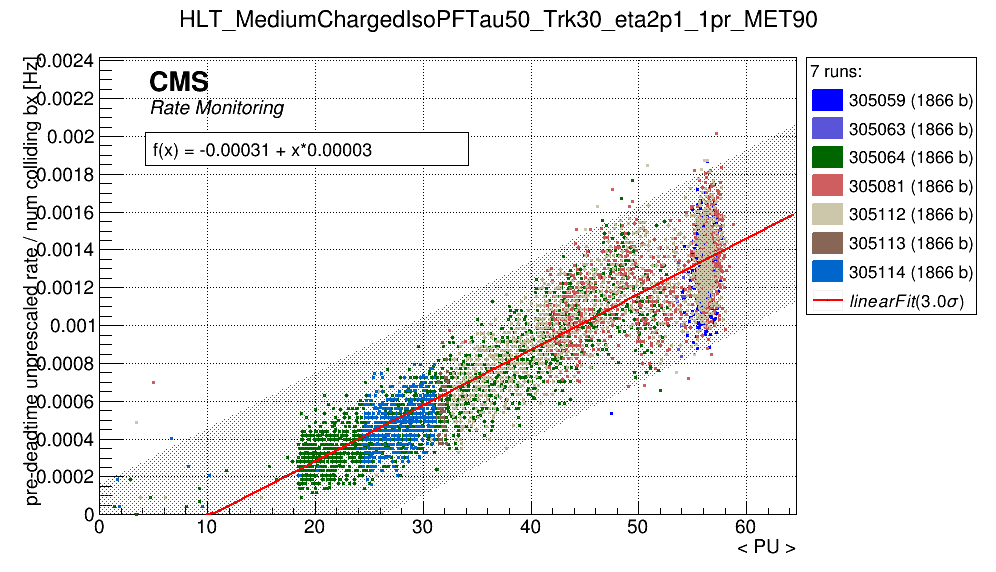 HLT_MediumChargedIsoPFTau50_Trk30_eta2p1_1pr_MET90
pre-deadtime unprescaled rate / num colliding bx [Hz]
0.0024
0.0022
0.002
0.0018
0.0016
0.0014
0.0012
0.001
0.0008
0.0006
0.0004
0.0002
0
CMS
Rate Monitoring
f(x) = -0.00031 + x*0.00003
0 10 20 30 40 50 60
< PU >
7 runs:
305059 (1866 b)
305063 (1866 b)
305064 (1866 b)
305081 (1866 b)
305112 (1866 b)
305113 (1866 b)
305114 (1866 b)
linearFit(3.0σ)